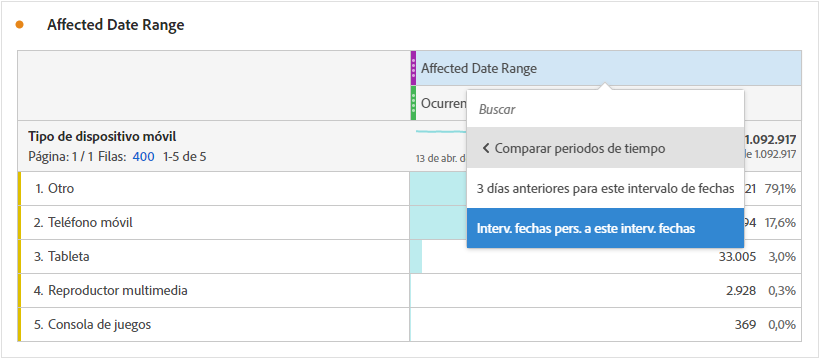 Affected Date Range
Affected Date Range
Buscar
Comparar periodos de tiempo
3 días anteriores para este intervalo de fechas
Interv. fechas pers. a este interv. fechas
Tipo de dispositivo móvil
Página: 1 / 1 Filas: 400 1-5 de 5
13 de abr. 1.092.917
de 1.092.917
1. Otro 79,1%
2. Teléfono móvil 17,6%
3. Tableta 33.005 3,0%
4. Reproductor multimedia 2.928 0,3%
5. Consola de juegos 369 0,0%